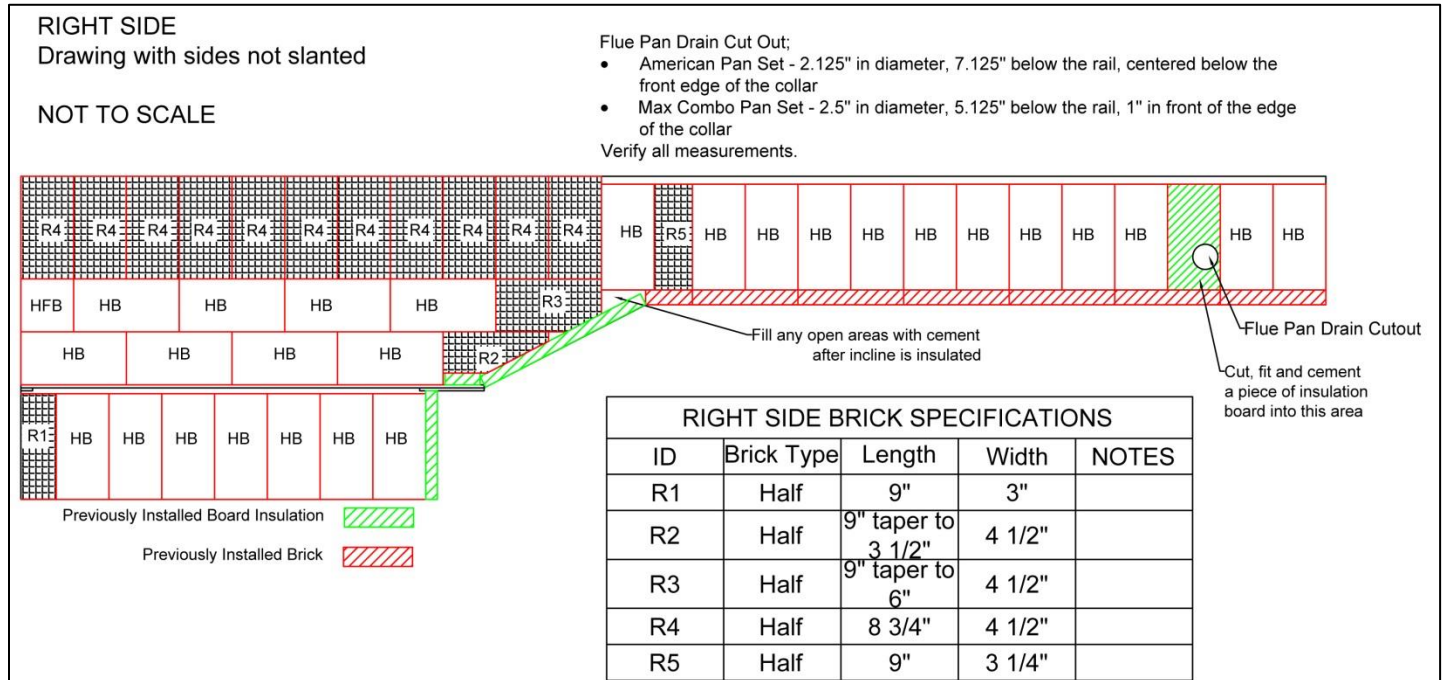 RIGHT SIDE
Drawing with sides not slanted
NOT TO SCALE
Flue Pan Drain Cut Out;
• American Pan Set - 2.125" in diameter, 7.125" below the rail, centered below the
front edge of the collar
• Max Combo Pan Set - 2.5" in diameter, 5.125" below the rail, 1" in front of the edge
of the collar
Verify all measurements.
R4 R4 R4 R4 R4 R4 R4 R4 R4 R4 R4 HB R5 HB HB HB HB HB HB HB HB HB HB HB
HFB HB HB HB HB R3
HB HB HB HB R2
R1 HB HB HB HB HB HB HB
Fill any open areas with cement
after incline is insulated
Flue Pan Drain Cutout
Cut, fit and cement
a piece of insulation
board into this area
Previously Installed Board Insulation
Previously Installed Brick
RIGHT SIDE BRICK SPECIFICATIONS
ID Brick Type Length Width NOTES
R1 Half 9" 3"
R2 Half 9" taper to 3 1/2" 4 1/2"
R3 Half 9" taper to 6" 4 1/2"
R4 Half 8 3/4" 4 1/2"
R5 Half 9" 3 1/4"